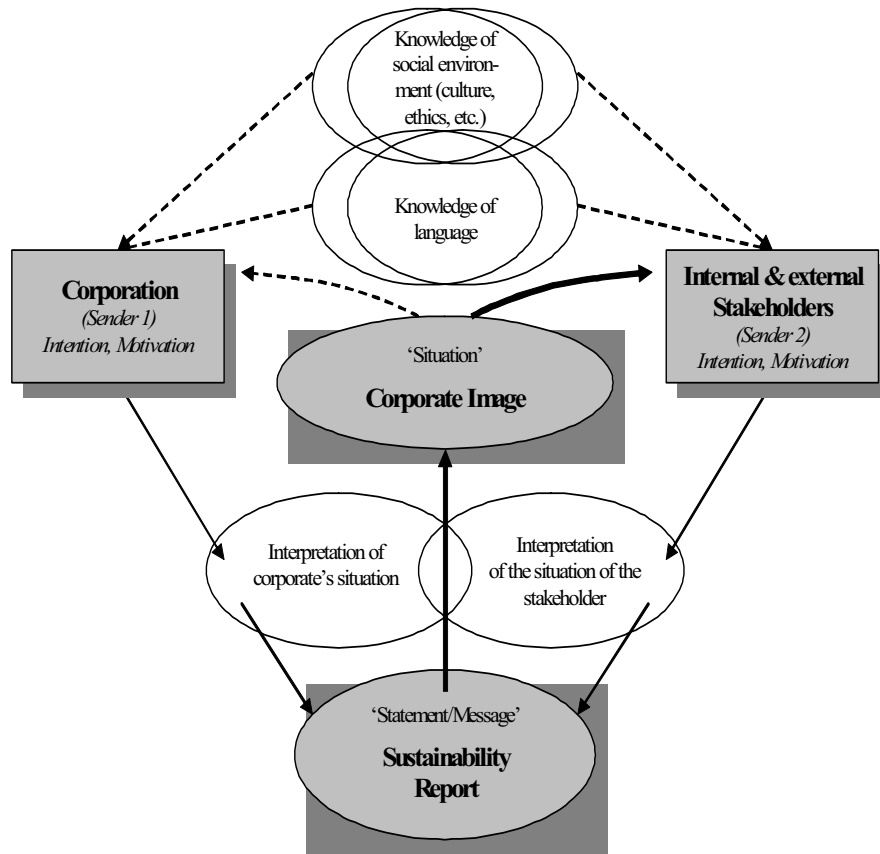 Knowledge of
social environ-
ment (culture,
ethics, etc.)
Knowledge of
language
Corporation
(Sender 1)
Intention, Motivation
Internal & external
Stakeholders
(Sender 2)
Intention, Motivation
‘Situation’
Corporate Image
Interpretation of
corporate’s situation
Interpretation
of the situation of the
stakeholder
‘Statement/Message’
Sustainability
Report